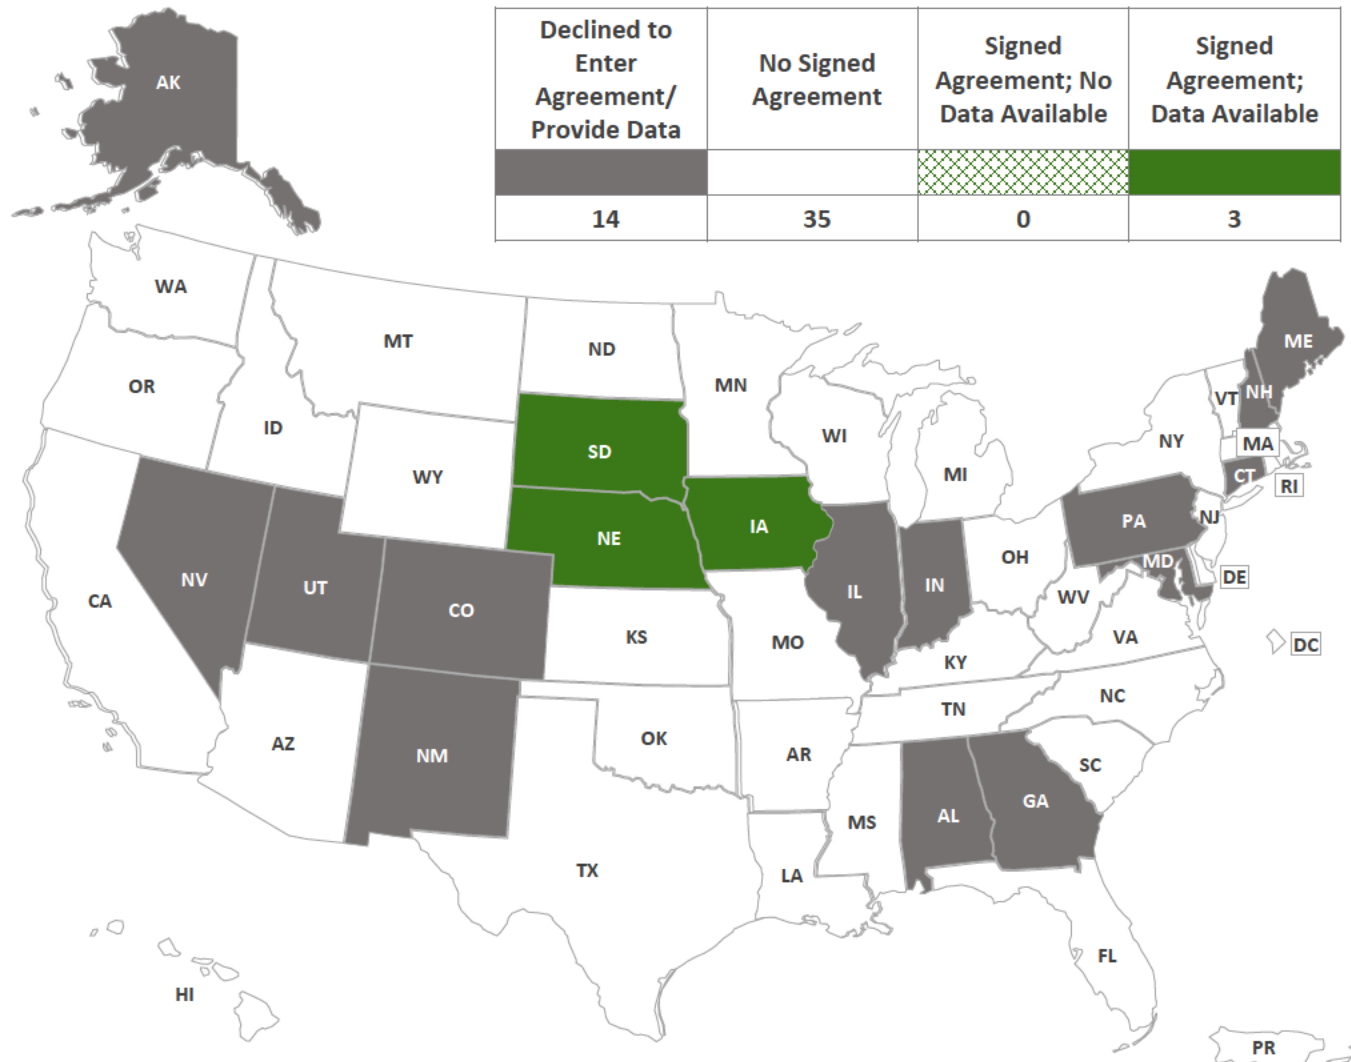 Declined to
Enter
Agreement/
Provide Data
No Signed
Agreement
Signed
Agreement; No
Data Available
Signed
Agreement;
Data Available
14
35
0
3
AK
WA
MT
ND
MN
OR
ID
WY
SD
WI
MI
NY
VT
NH
ME
MA
CT
RI
NE
IA
PA
NJ
NV
UT
CO
IL
IN
OH
MD
DE
CA
KS
MO
WV
VA
DC
KY
AZ
NM
OK
AR
TN
NC
SC
TX
LA
MS
AL
GA
FL
HI
PR